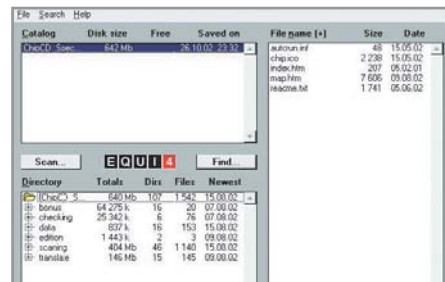 File Search Help
Catalog Disk size Free Saved on
ChipCD_Spec... 642 Mb 26.10.02 23:32
Scan... EQUI4 Find...
Directory Totals Dirs Files Newest
[ChipCD_S... 640 Mb 107 1 542 15.08.02
bonus 64 275 k 16 20 07.08.02
checking 25 342 k 6 76 07.08.02
data 837 k 16 153 15.08.02
edition 1 443 k 2 3 09.08.02
scaning 404 Mb 46 1 140 15.08.02
translate 146 Mb 15 145 09.08.02
File name [+] Size Date
autorun.inf 48 15.05.02
chip.ico 2 238 15.05.02
index.htm 207 05.02.01
map.htm 7 606 09.08.02
readme.txt 1 741 05.06.02